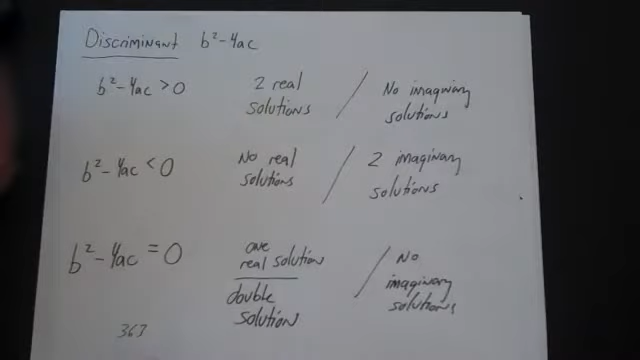 Discriminant b²-4ac
b²-4ac > 0 2 real solutions / No imaginary solutions
b²-4ac < 0 No real solutions / 2 imaginary solutions
b²-4ac = 0 one real solution double solution / No imaginary solutions
363